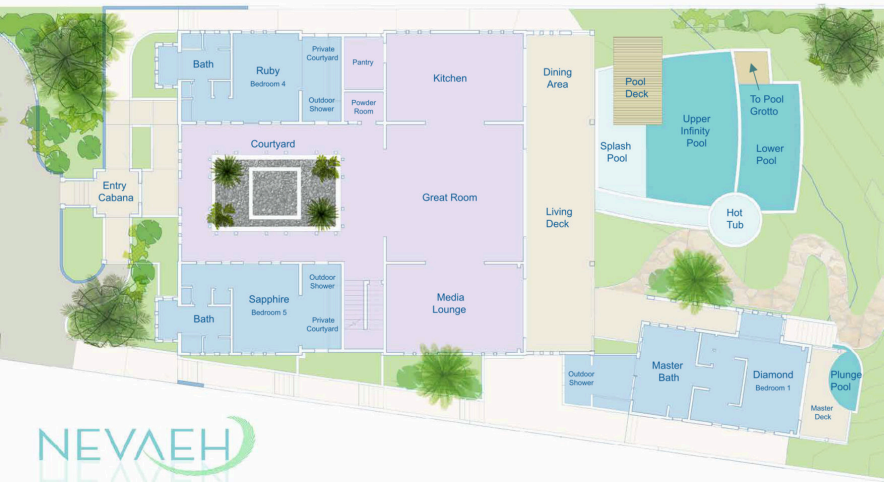 Bath
Ruby
Bedroom 4
Private
Courtyard
Outdoor
Shower
Pantry
Powder
Room
Kitchen
Dining
Area
Pool
Deck
To Pool
Grotto
Upper
Infinity
Pool
Lower
Pool
Splash
Pool
Courtyard
Entry
Cabana
Great Room
Living
Deck
Hot
Tub
Bath
Sapphire
Bedroom 5
Outdoor
Shower
Private
Courtyard
Media
Lounge
Outdoor
Shower
Master
Bath
Diamond
Bedroom 1
Master
Deck
Plunge
Pool
NEVAEH